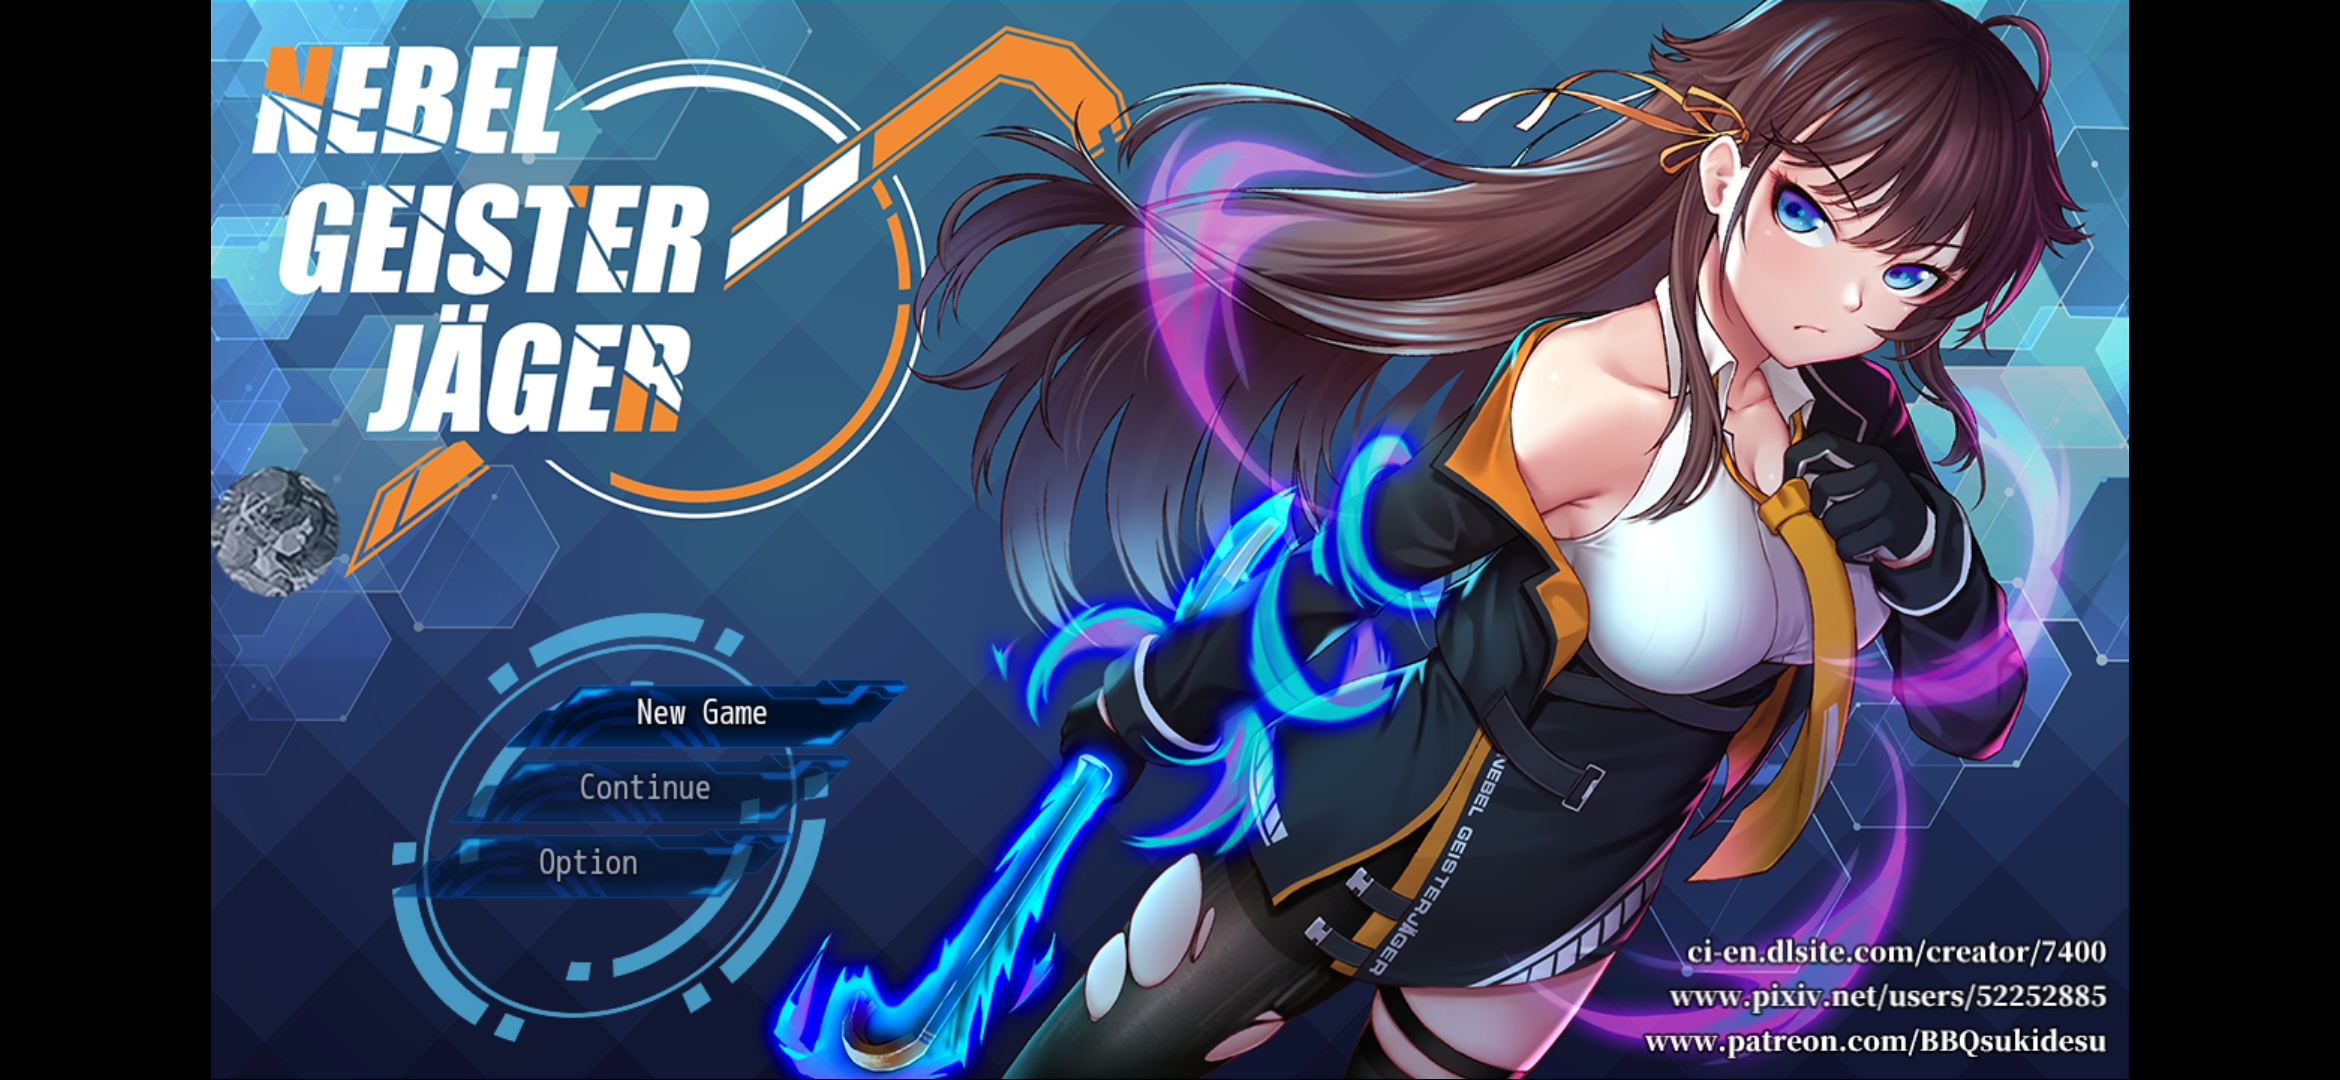 NEBEL
GEISTER
JÄGER
New Game
Continue
Option
NEBEL GEISTERJÄGER
ci-en.dlsite.com/creator/7400
www.pixiv.net/users/52252885
www.patreon.com/BBQsukidesu